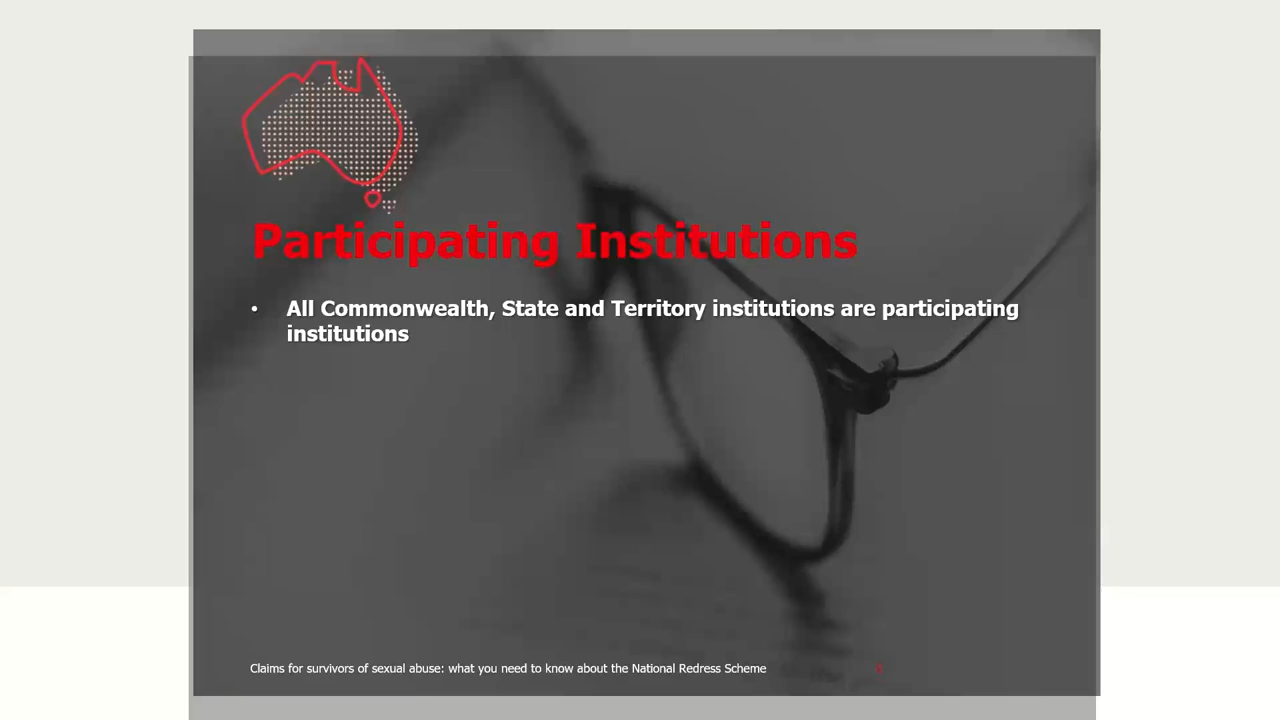 Participating Institutions
• All Commonwealth, State and Territory institutions are participating
institutions
Claims for survivors of sexual abuse: what you need to know about the National Redress Scheme